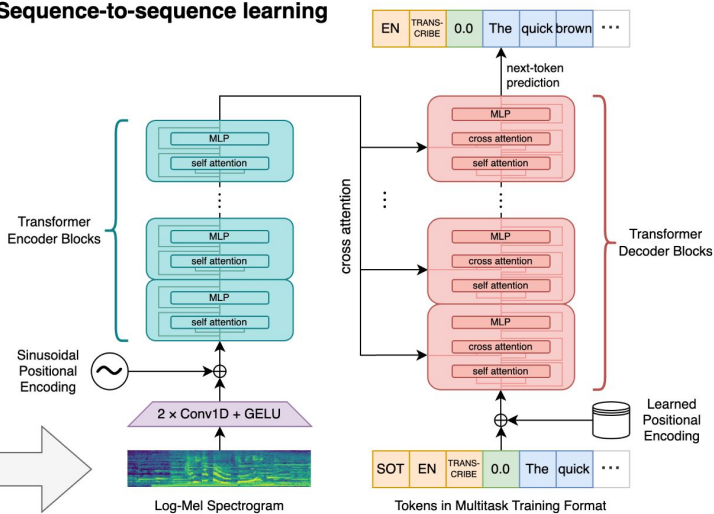 Sequence-to-sequence learning
EN
TRANS-
CRIBE
0.0
The
quick
brown
...
next-token
prediction
MLP
self attention
MLP
cross attention
self attention
cross attention
Transformer
Encoder Blocks
MLP
self attention
MLP
self attention
MLP
cross attention
self attention
MLP
cross attention
self attention
Transformer
Decoder Blocks
Sinusoidal
Positional
Encoding
2 × Conv1D + GELU
Learned
Positional
Encoding
SOT
EN
TRANS-
CRIBE
0.0
The
quick
...
Log-Mel Spectrogram
Tokens in Multitask Training Format